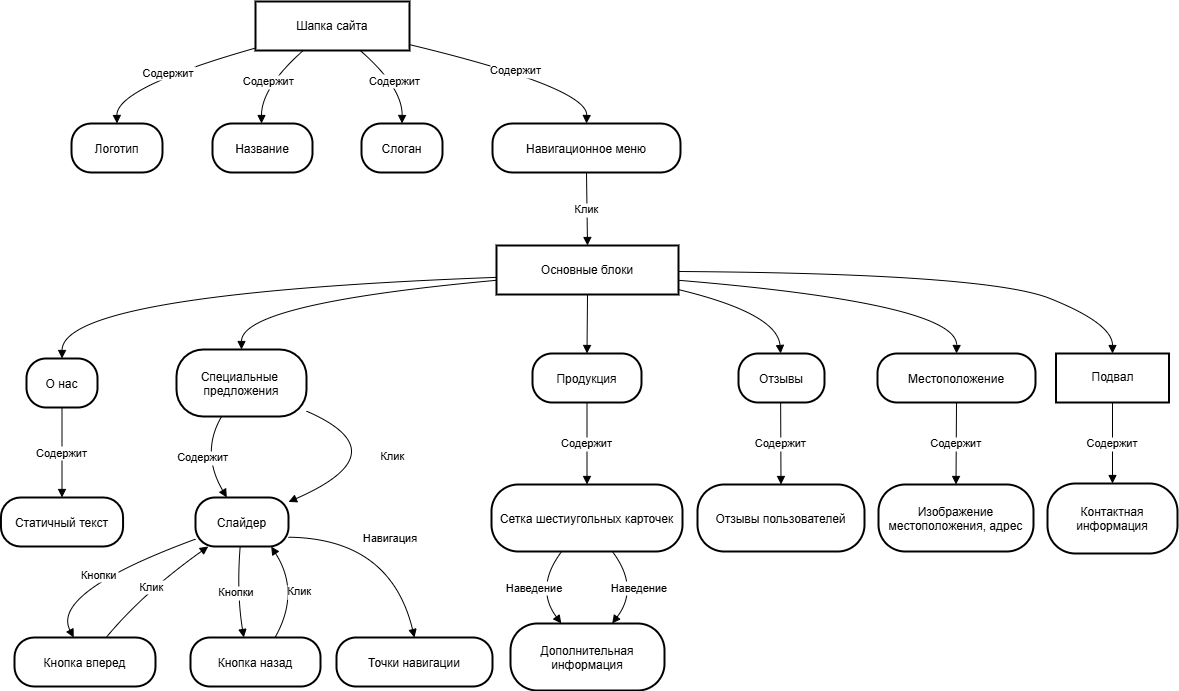 Шапка сайта
Содержит
Содержит
Содержит
Содержит
Логотип
Название
Слоган
Навигационное меню
Клик
Основные блоки
О нас
Специальные
предложения
Продукция
Отзывы
Местоположение
Подвал
Содержит
Содержит
Клик
Содержит
Содержит
Содержит
Содержит
Статичный текст
Слайдер
Сетка шестиугольных карточек
Отзывы пользователей
Изображение
местоположения, адрес
Контактная
информация
Навигация
Кнопки
Клик
Кнопки
Клик
Наведение
Наведение
Кнопка вперед
Кнопка назад
Точки навигации
Дополнительная
информация